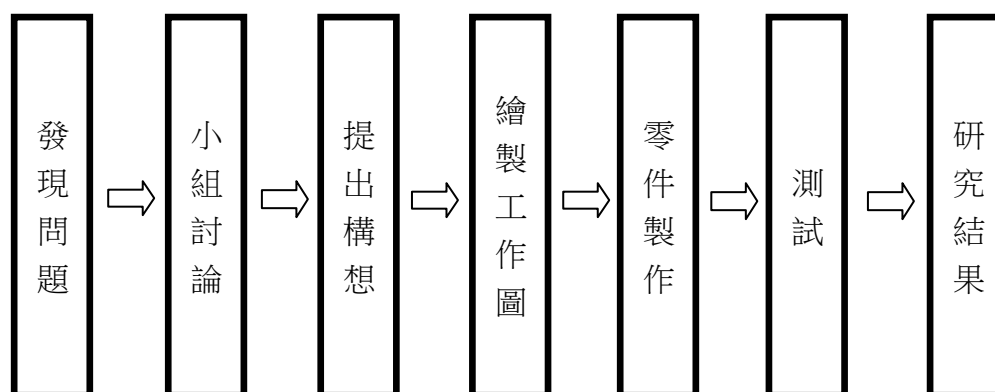 發現問題
小組討論
提出構想
繪製工作圖
零件製作
測試
研究結果